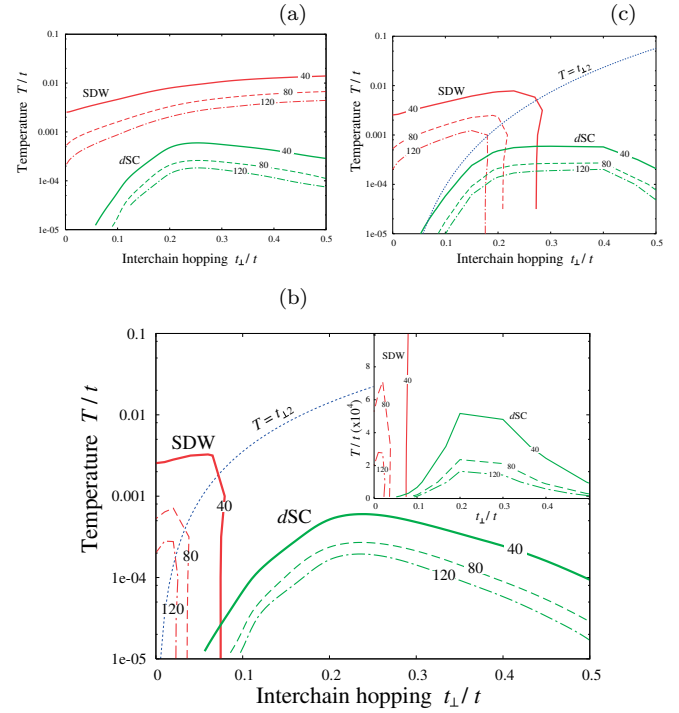 (a)
Temperature T / t
0.1
0.01
0.001
1e-04
1e-05
SDW
40
80
120
dSC
40
80
120
0
0.1
0.2
0.3
0.4
0.5
Interchain hopping t⊥/ t
(c)
Temperature T / t
0.1
0.01
0.001
1e-04
1e-05
SDW
40
80
120
T = t⊥2
dSC
40
80
120
0
0.1
0.2
0.3
0.4
0.5
Interchain hopping t⊥/ t
(b)
Temperature T / t
0.1
0.01
0.001
1e-04
1e-05
SDW
40
80
120
T = t⊥2
dSC
40
80
120
0
0.1
0.2
0.3
0.4
0.5
Interchain hopping t⊥/ t
T / t (x10⁴)
8
6
4
2
0
SDW
40
80
120
dSC
40
80
120
0
0.1
0.2
0.3
0.4
0.5
t⊥/ t